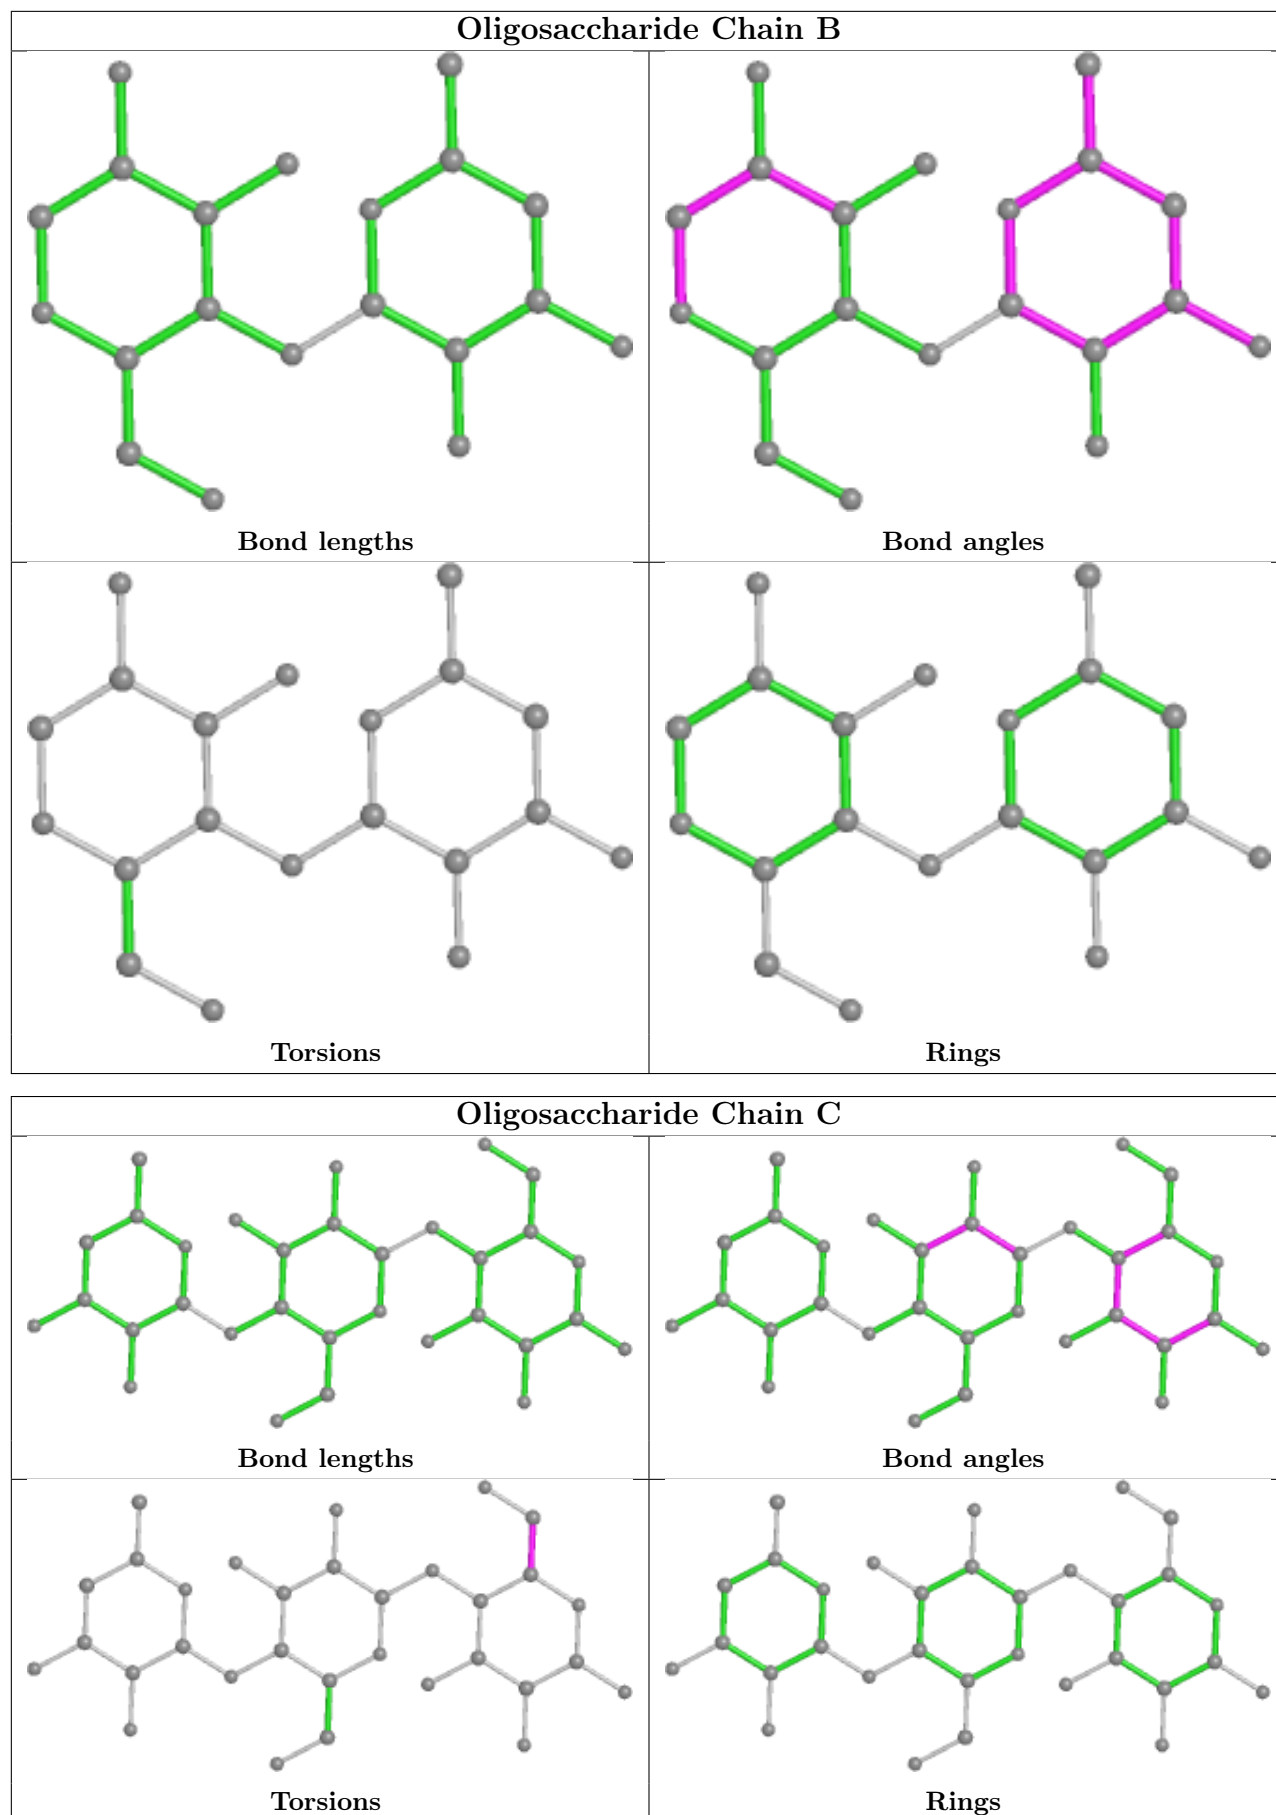 Oligosaccharide Chain B
Bond lengths
Bond angles
Torsions
Rings
Oligosaccharide Chain C
Bond lengths
Bond angles
Torsions
Rings